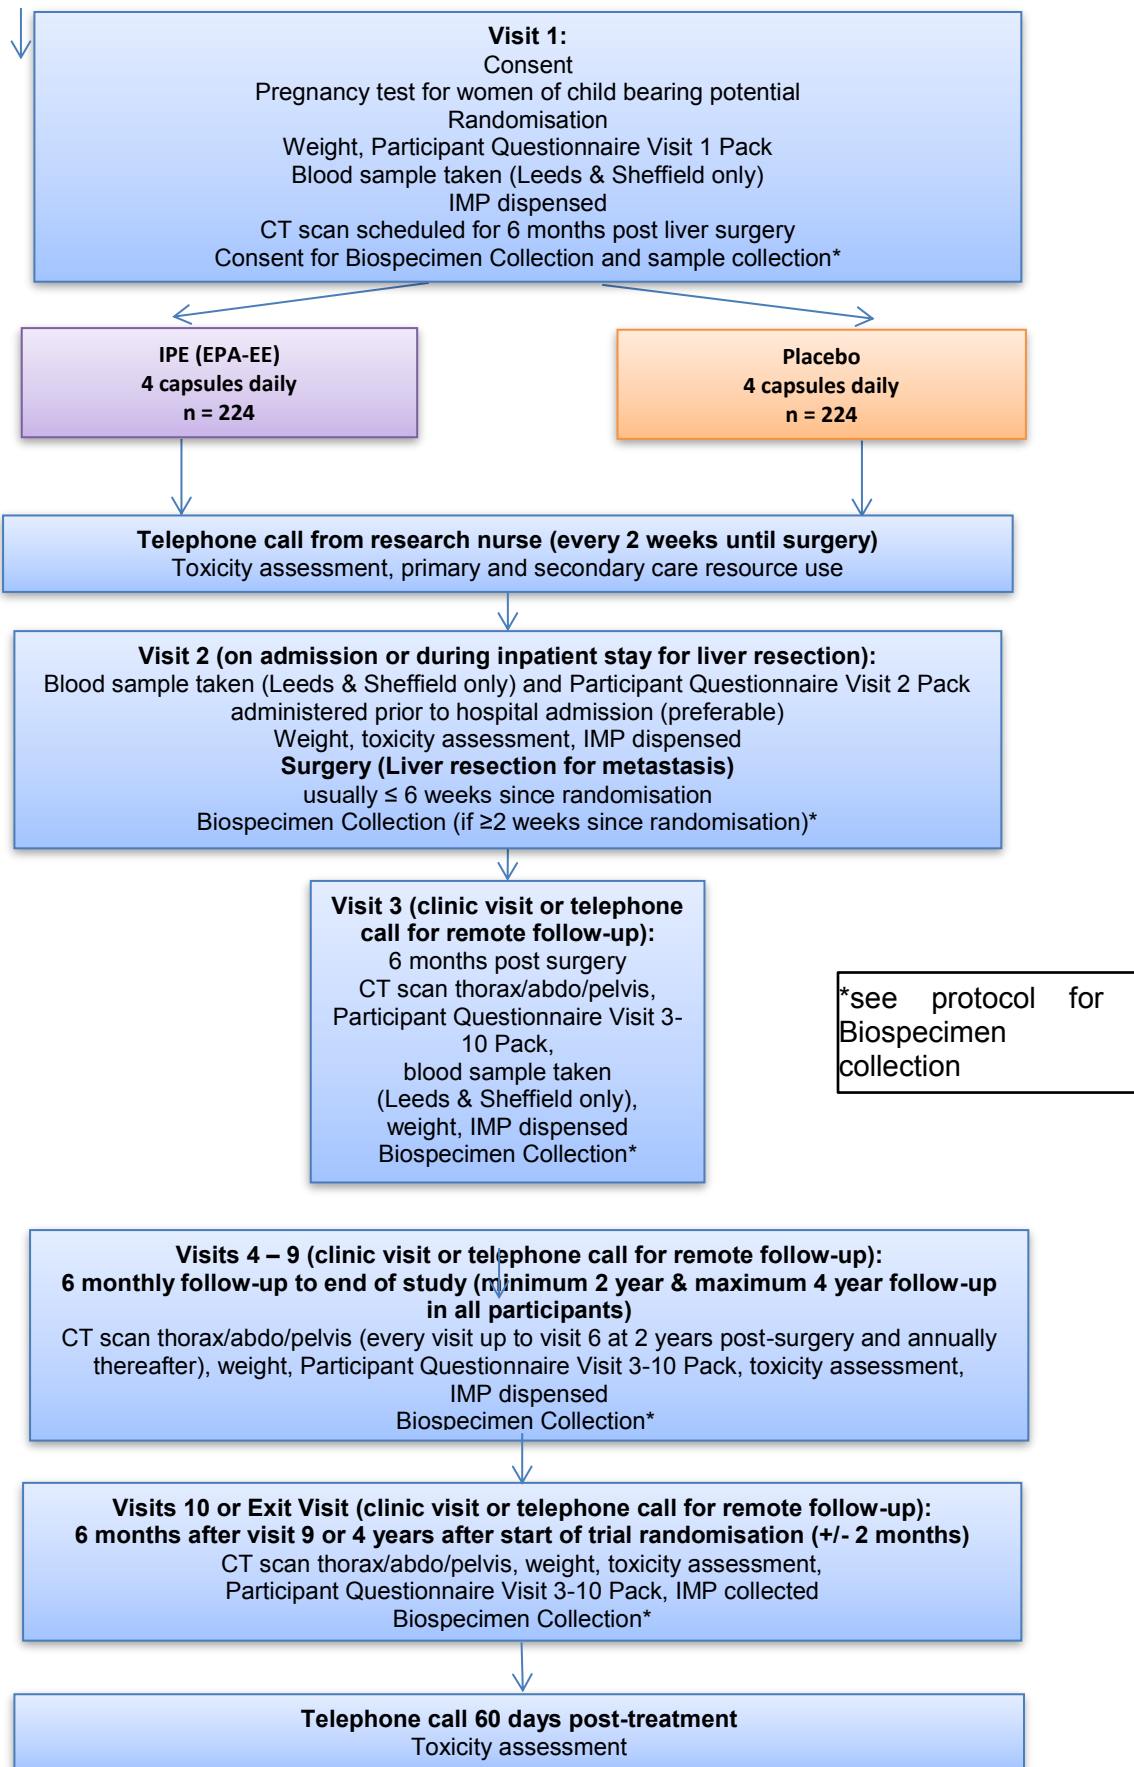 Visit 1:
Consent
Pregnancy test for women of child bearing potential
Randomisation
Weight, Participant Questionnaire Visit 1 Pack
Blood sample taken (Leeds & Sheffield only)
IMP dispensed
CT scan scheduled for 6 months post liver surgery
Consent for Biospecimen Collection and sample collection*
IPE (EPA-EE)
4 capsules daily
n = 224
Placebo
4 capsules daily
n = 224
Telephone call from research nurse (every 2 weeks until surgery)
Toxicity assessment, primary and secondary care resource use
Visit 2 (on admission or during inpatient stay for liver resection):
Blood sample taken (Leeds & Sheffield only) and Participant Questionnaire Visit 2 Pack
administered prior to hospital admission (preferable)
Weight, toxicity assessment, IMP dispensed
Surgery (Liver resection for metastasis)
usually ≤ 6 weeks since randomisation
Biospecimen Collection (if ≥2 weeks since randomisation)*
Visit 3 (clinic visit or telephone
call for remote follow-up):
6 months post surgery
CT scan thorax/abdo/pelvis,
Participant Questionnaire Visit 3-
10 Pack,
blood sample taken
(Leeds & Sheffield only),
weight, IMP dispensed
Biospecimen Collection*
*see protocol for
Biospecimen
collection
Visits 4 – 9 (clinic visit or telephone call for remote follow-up):
6 monthly follow-up to end of study (minimum 2 year & maximum 4 year follow-up
in all participants)
CT scan thorax/abdo/pelvis (every visit up to visit 6 at 2 years post-surgery and annually
thereafter), weight, Participant Questionnaire Visit 3-10 Pack, toxicity assessment,
IMP dispensed
Biospecimen Collection*
Visits 10 or Exit Visit (clinic visit or telephone call for remote follow-up):
6 months after visit 9 or 4 years after start of trial randomisation (+/- 2 months)
CT scan thorax/abdo/pelvis, weight, toxicity assessment,
Participant Questionnaire Visit 3-10 Pack, IMP collected
Biospecimen Collection*
Telephone call 60 days post-treatment
Toxicity assessment